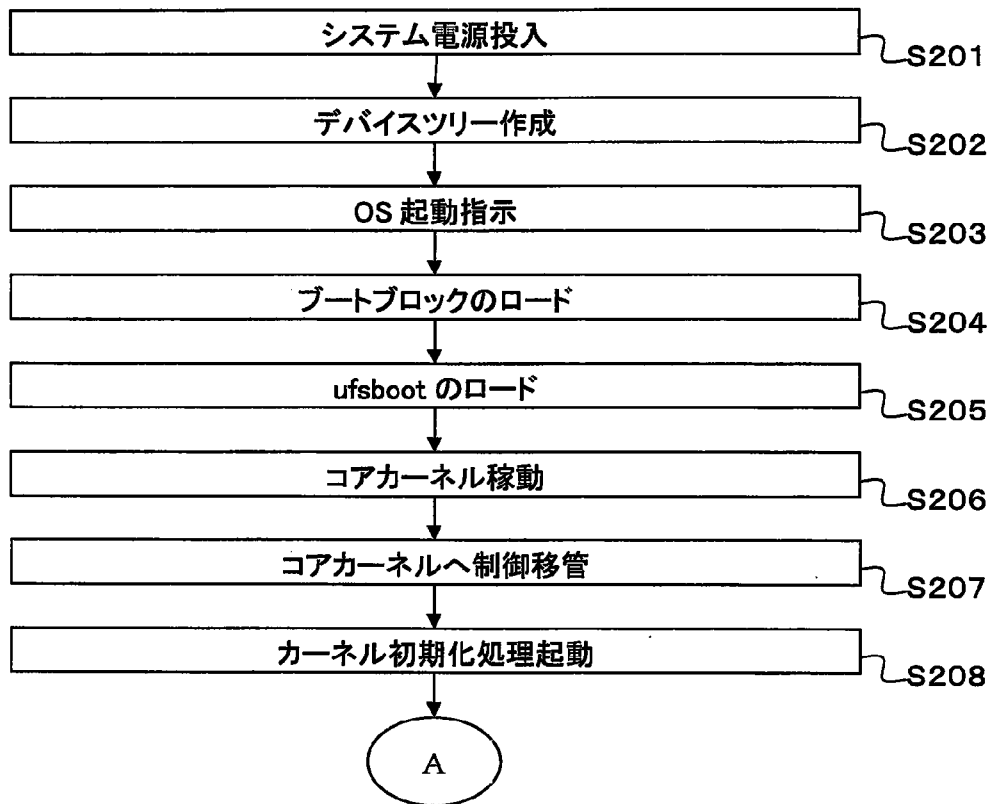 システム電源投入
S201
デバイスツリー作成
S202
OS 起動指示
S203
ブートブロックのロード
S204
ufsboot のロード
S205
コアカーネル稼動
S206
コアカーネルへ制御移管
S207
カーネル初期化処理起動
S208
A